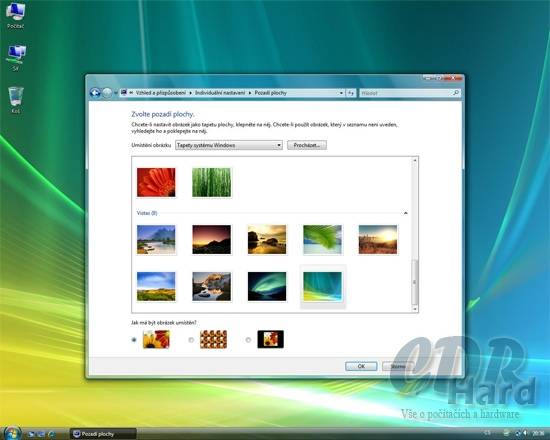 Počítač
Síť
Koš
« Vzhled a přizpůsobení ▸ Individuální nastavení ▸ Pozadí plochy
Hledat
Zvolte pozadí plochy.
Chcete-li nastavit obrázek jako tapetu plochy, klepněte na něj. Chcete-li použít obrázek, který v seznamu není uveden,
vyhledejte ho a poklepejte na něj.
Umístění obrázku
Tapety systému Windows
Procházet...
Vistas (9)
Jak má být obrázek umístěn?
OK
Storno
CDR
Hard
Vše o počítačích a hardware
Pozadí plochy
CS
20:36